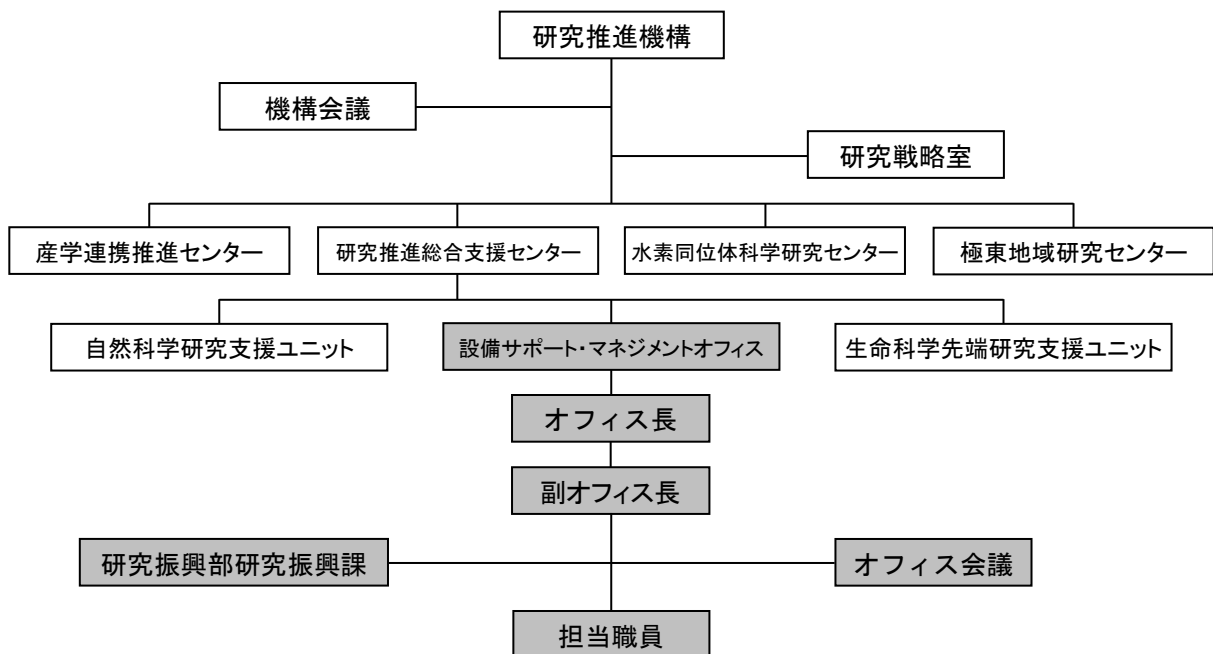 研究推進機構
機構会議
研究戦略室
産学連携推進センター
研究推進総合支援センター
水素同位体科学研究センター
極東地域研究センター
自然科学研究支援ユニット
設備サポート・マネジメントオフィス
生命科学先端研究支援ユニット
オフィス長
副オフィス長
研究振興部研究振興課
オフィス会議
担当職員